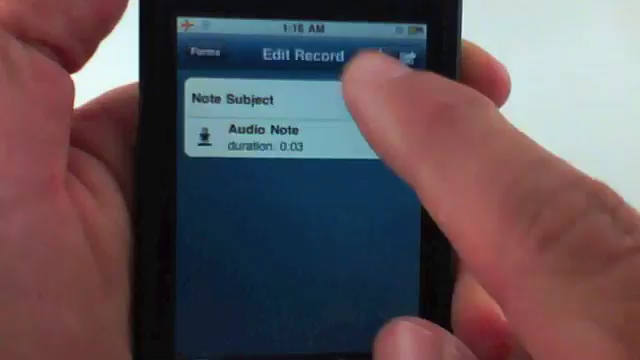 1:16 AM
Forms
Edit Record
Note Subject
Audio Note
duration: 0:03